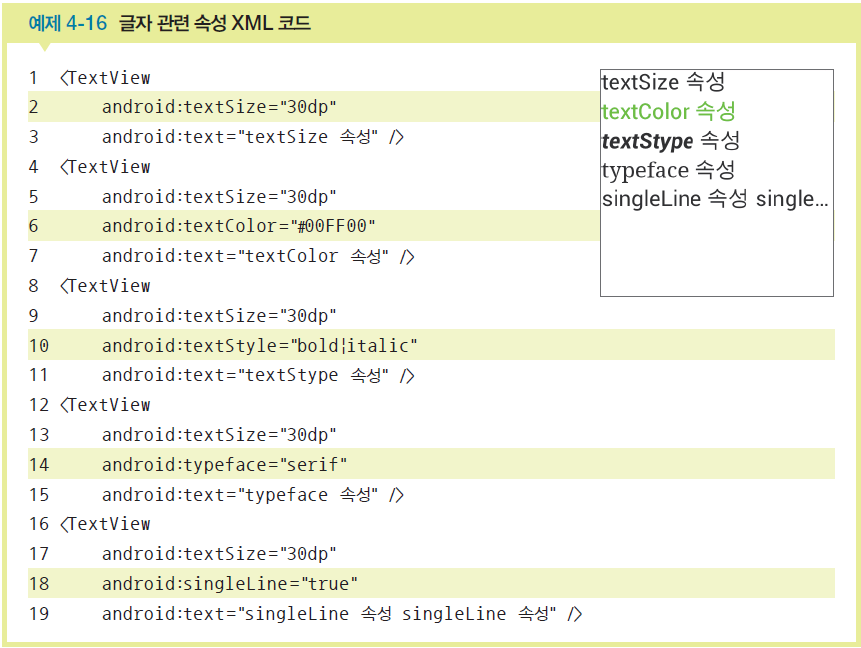 예제 4-16 글자 관련 속성 XML 코드
1 <TextView
2 android:textSize="30dp"
3 android:text="textSize 속성" />
4 <TextView
5 android:textSize="30dp"
6 android:textColor="#00FF00"
7 android:text="textColor 속성" />
8 <TextView
9 android:textSize="30dp"
10 android:textStyle="bold|italic"
11 android:text="textStype 속성" />
12 <TextView
13 android:textSize="30dp"
14 android:typeface="serif"
15 android:text="typeface 속성" />
16 <TextView
17 android:textSize="30dp"
18 android:singleLine="true"
19 android:text="singleLine 속성 singleLine 속성" />
textSize 속성
textColor 속성
textStype 속성
typeface 속성
singleLine 속성 single...